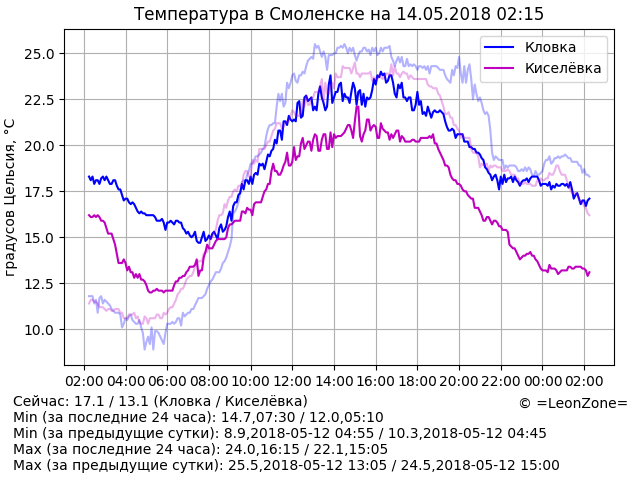 Температура в Смоленске на 14.05.2018 02:15
градусов Цельсия, °C
25.0
22.5
20.0
17.5
15.0
12.5
10.0
Кловка
Киселёвка
02:00 04:00 06:00 08:00 10:00 12:00 14:00 16:00 18:00 20:00 22:00 00:00 02:00
Сейчас: 17.1 / 13.1 (Кловка / Киселёвка)
© =LeonZone=
Min (за последние 24 часа): 14.7,07:30 / 12.0,05:10
Min (за предыдущие сутки): 8.9,2018-05-12 04:55 / 10.3,2018-05-12 04:45
Max (за последние 24 часа): 24.0,16:15 / 22.1,15:05
Max (за предыдущие сутки): 25.5,2018-05-12 13:05 / 24.5,2018-05-12 15:00